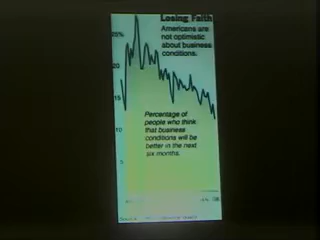 Losing Faith
Americans are
not optimistic
about business
conditions.
25%
20
15
10
5
Percentage of
people who think
that business
conditions will be
better in the next
six months.